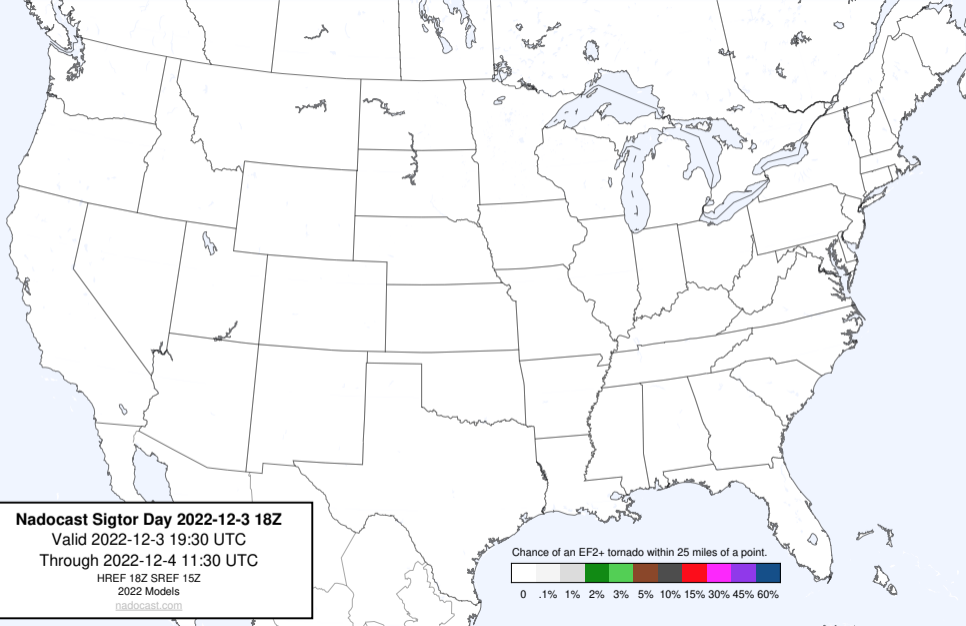 Nadocast Sigtor Day 2022-12-3 18Z
Valid 2022-12-3 19:30 UTC
Through 2022-12-4 11:30 UTC
HREF 18Z SREF 15Z
2022 Models
nadocast.com
Chance of an EF2+ tornado within 25 miles of a point.
0 .1% 1% 2% 3% 5% 10% 15% 30% 45% 60%